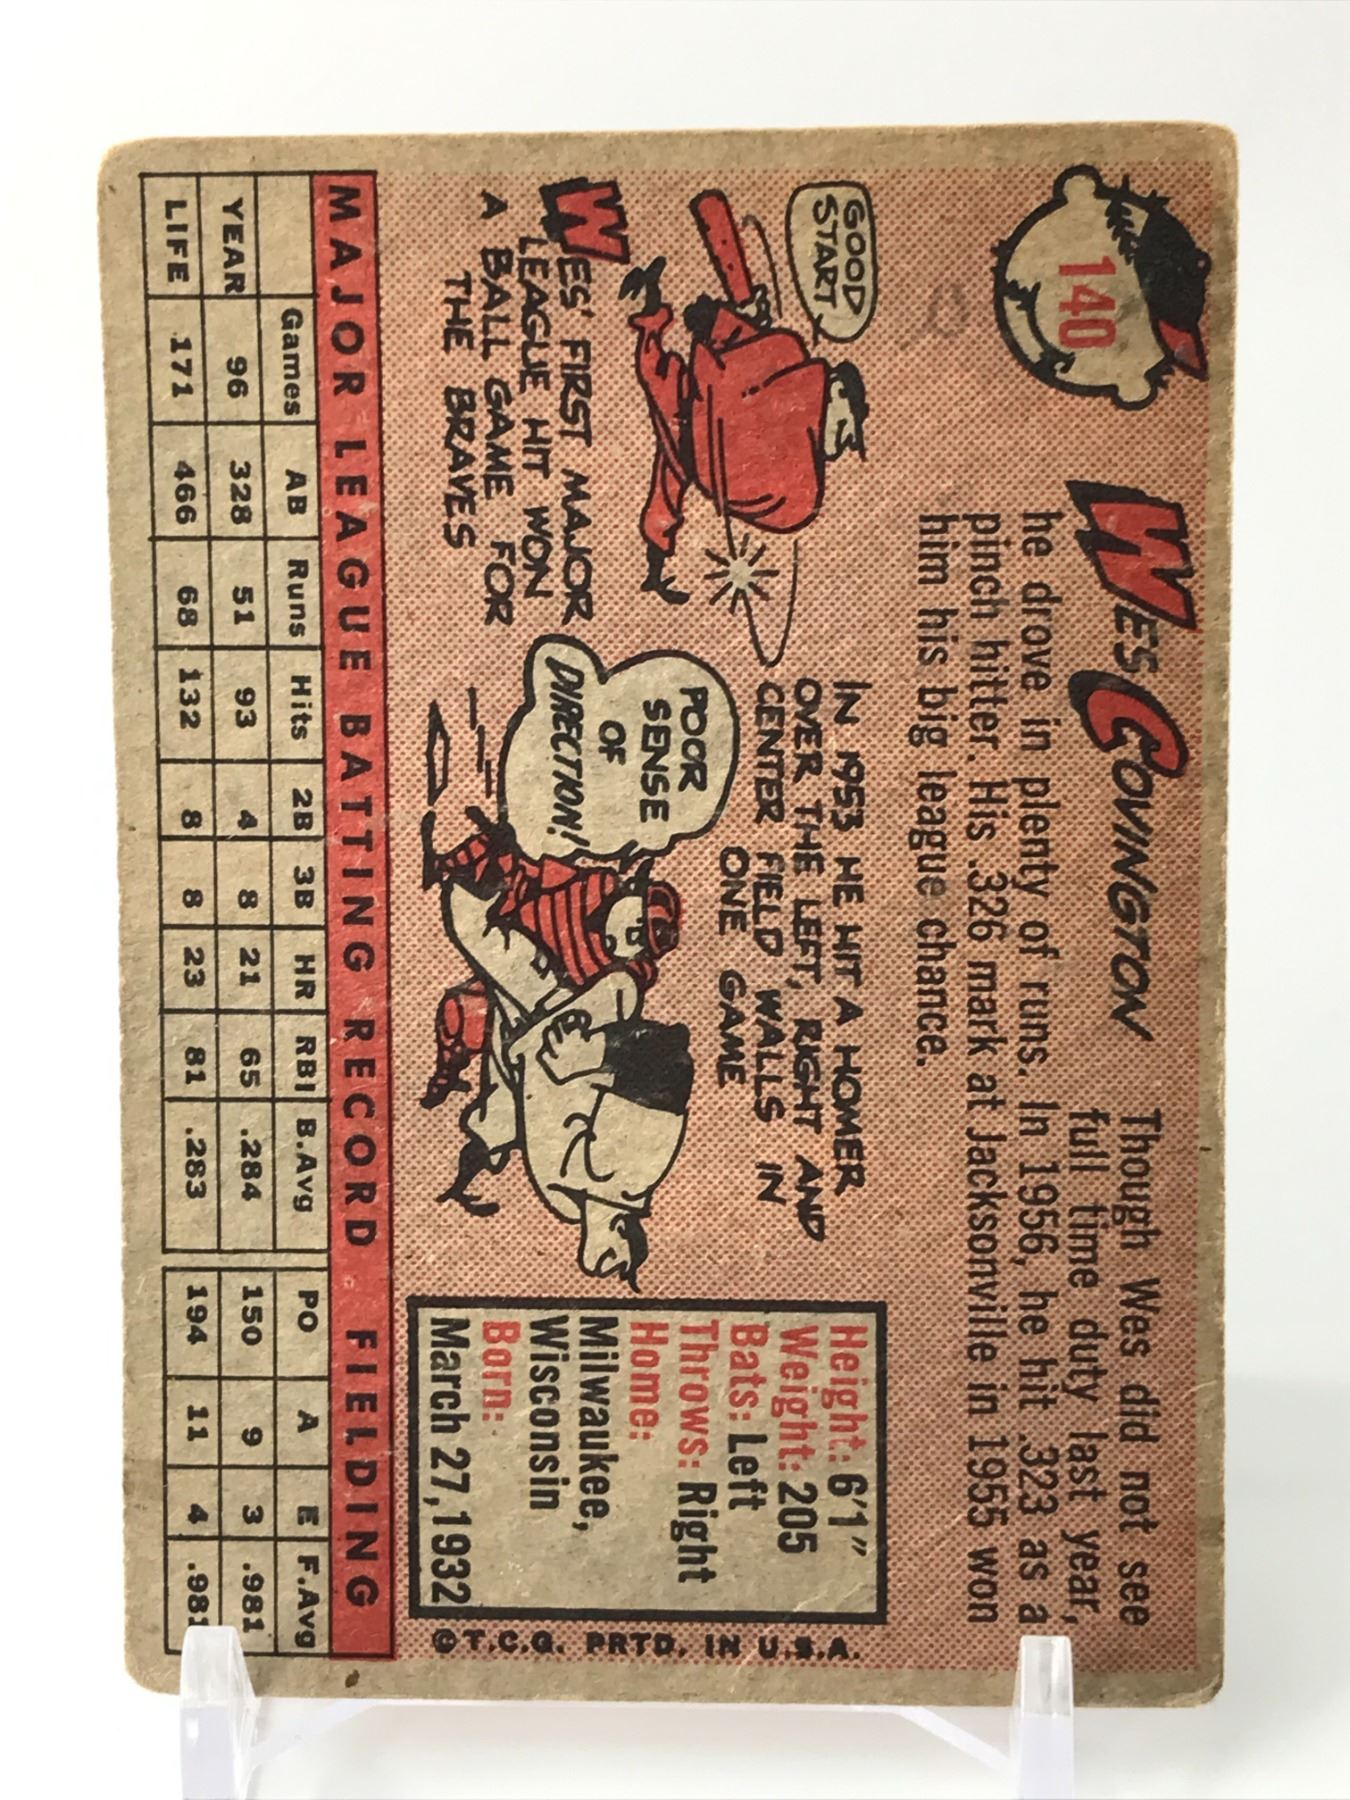 140
WES COVINGTON
Though Wes did not see
full time duty last year,
he drove in plenty of runs. In 1956, he hit .323 as a
pinch hitter. His .326 mark at Jacksonville in 1955 won
him his big league chance.
GOOD
START
WES' FIRST MAJOR
LEAGUE HIT WON
A BALL GAME FOR
THE BRAVES
IN 1953 HE HIT A HOMER
OVER THE LEFT, RIGHT AND
CENTER FIELD WALLS IN
ONE GAME
POOR
SENSE
OF
DIRECTION!
Height: 6'1"
Weight: 205
Bats: Left
Throws: Right
Home:
Milwaukee,
Wisconsin
Born:
March 27, 1932
©T.C.G. PRTD. IN U.S.A.
MAJOR LEAGUE BATTING RECORD FIELDING
Games AB Runs Hits 2B 3B HR RBI B.Avg PO A E F.Avg
YEAR 96 328 51 93 4 8 21 65 .284 150 9 3 .981
LIFE 171 466 68 132 8 8 23 81 .283 194 11 4 .981